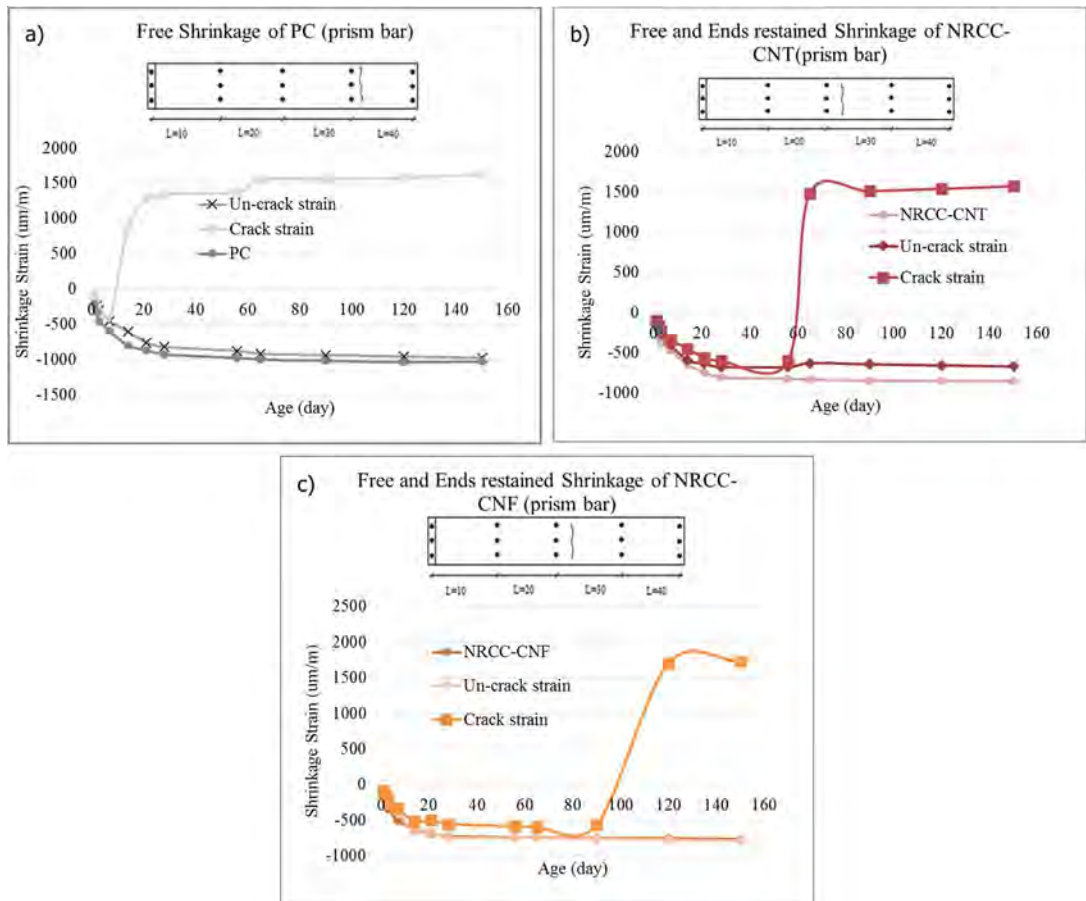 a)
Free Shrinkage of PC (prism bar)
L=10
L=20
L=30
L=40
2000
1500
1000
500
0
-500
-1000
-1500
0 20 40 60 80 100 120 140 160
Shrinkage Strain (um/m)
Un-crack strain
Crack strain
PC
Age (day)
b)
Free and Ends restained Shrinkage of NRCC-
CNT(prism bar)
L=10
L=20
L=30
L=40
2000
1500
1000
500
0
-500
-1000
0 20 40 60 80 100 120 140 160
Shrinkage Strain (um/m)
NRCC-CNT
Un-crack strain
Crack strain
Age (day)
c)
Free and Ends restained Shrinkage of NRCC-
CNF (prism bar)
L=10
L=20
L=30
L=40
2500
2000
1500
1000
500
0
-500
-1000
0 20 40 60 80 100 120 140 160
Shrinkage Strain (um/m)
NRCC-CNF
Un-crack strain
Crack strain
Age (day)